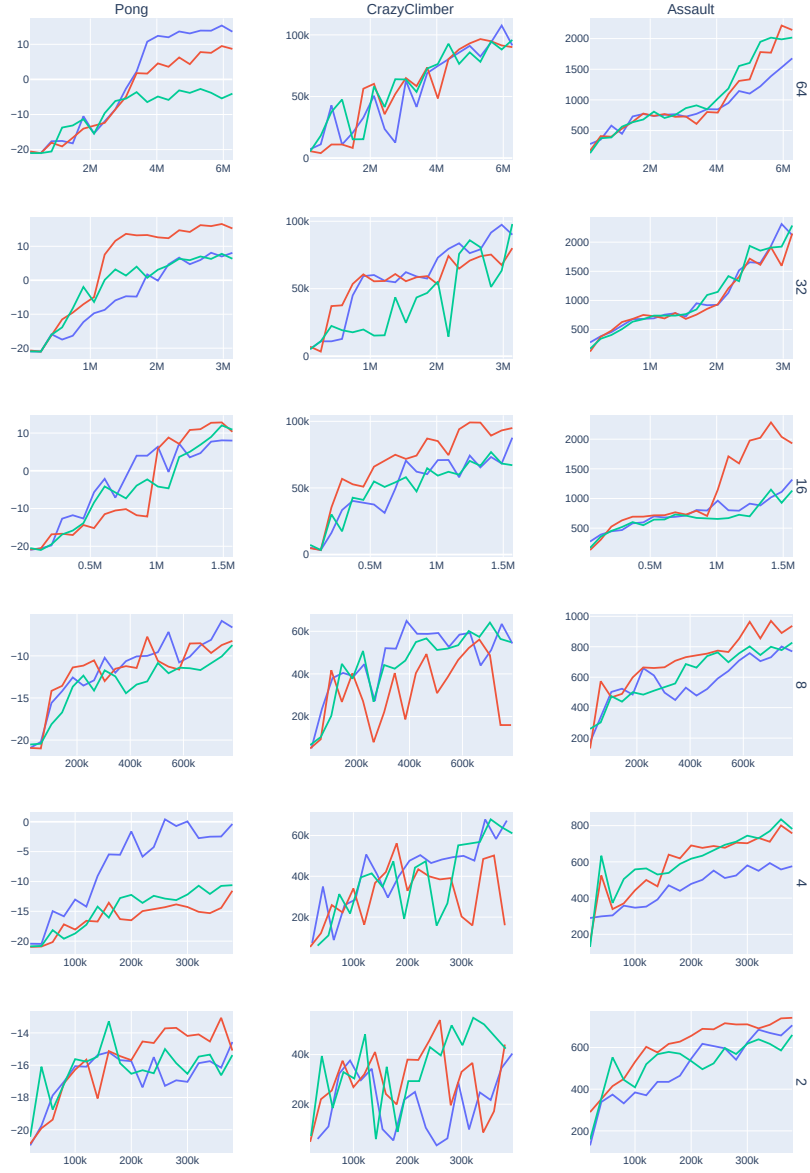 Pong CrazyClimber Assault
10 100k 2000
0 1500
−10 50k 1000
−20 0 500
2M 4M 6M 2M 4M 6M 2M 4M 6M
64
10 100k 2000
0 1500
−10 50k 1000
−20 0 500
1M 2M 3M 1M 2M 3M 1M 2M 3M
32
10 100k 2000
0 1500
−10 50k 1000
−20 0 500
0.5M 1M 1.5M 0.5M 1M 1.5M 0.5M 1M 1.5M
16
−10 60k 1000
−15 40k 800
−20 20k 600
400
200
200k 400k 600k 200k 400k 600k 200k 400k 600k
8
0 60k 800
−5 40k 600
−10 20k 400
−15 200
−20
100k 200k 300k 100k 200k 300k 100k 200k 300k
4
−14 40k 600
−16 20k 400
−18 200
−20
100k 200k 300k 100k 200k 300k 100k 200k 300k
2